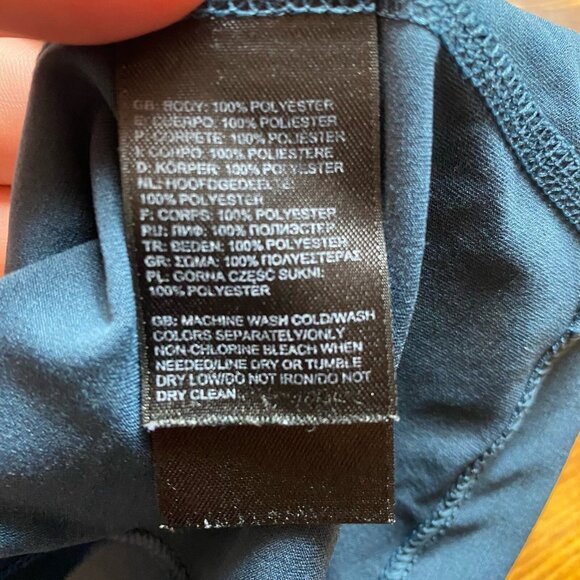 GB: BODY: 100% POLYESTER
E: CUERPO: 100% POLIESTER
P: CORPETE: 100% POLIESTER
I: CORPO: 100% POLIESTERE
D: KÖRPER: 100% POLYESTER
NL: HOOFDGEDEELTE:
100% POLYESTER
F: CORPS: 100% POLYESTER
RU: ЛИФ: 100% ПОЛИЭСТЕР
TR: BEDEN: 100% POLYESTER
GR: ΣΩΜΑ: 100% ΠΟΛΥΕΣΤΕΡΑΣ
PL: GÓRNA CZEŚĆ SUKNI:
100% POLYESTER
GB: MACHINE WASH COLD/WASH
COLORS SEPARATELY/ONLY
NON-CHLORINE BLEACH WHEN
NEEDED/LINE DRY OR TUMBLE
DRY LOW/DO NOT IRON/DO NOT
DRY CLEAN